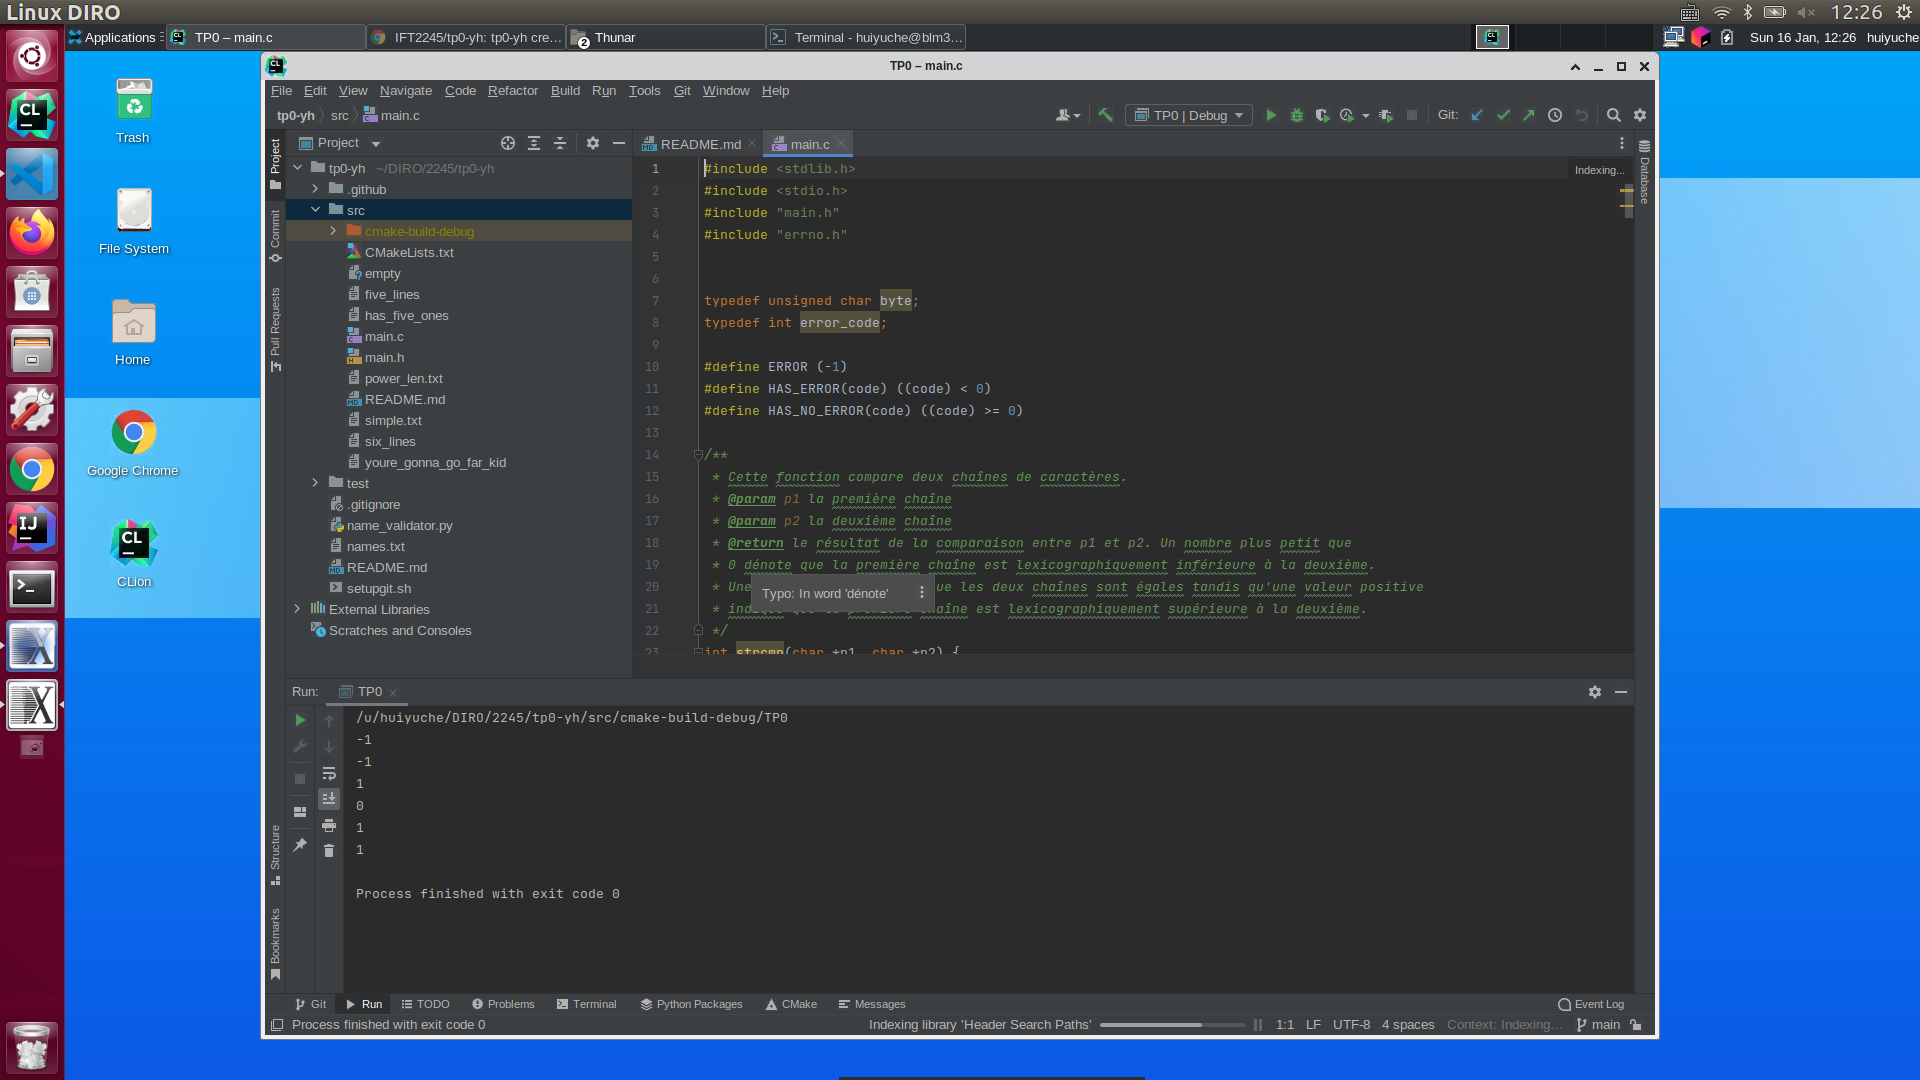 Linux DIRO
12:26
Applications
TP0 – main.c
IFT2245/tp0-yh: tp0-yh cre...
2
Thunar
Terminal - huiyuche@blm3...
Sun 16 Jan, 12:26
huiyuche
Trash
File System
Home
Google Chrome
CLion
TP0 – main.c
File Edit View Navigate Code Refactor Build Run Tools Git Window Help
tp0-yh src main.c
TP0 | Debug
Git:
Project
README.md
main.c
Project
Commit
Pull Requests
Structure
Bookmarks
Database
tp0-yh ~/DIRO/2245/tp0-yh
.github
src
cmake-build-debug
CMakeLists.txt
empty
five_lines
has_five_ones
main.c
main.h
power_len.txt
README.md
simple.txt
six_lines
youre_gonna_go_far_kid
test
.gitignore
name_validator.py
names.txt
README.md
setupgit.sh
External Libraries
Scratches and Consoles
Indexing...
1 #include <stdlib.h>
2 #include <stdio.h>
3 #include "main.h"
4 #include "errno.h"
5
6
7 typedef unsigned char byte;
8 typedef int error_code;
9
10 #define ERROR (-1)
11 #define HAS_ERROR(code) ((code) < 0)
12 #define HAS_NO_ERROR(code) ((code) >= 0)
13
14 /**
15 * Cette fonction compare deux chaînes de caractères.
16 * @param p1 la première chaîne
17 * @param p2 la deuxième chaîne
18 * @return le résultat de la comparaison entre p1 et p2. Un nombre plus petit que
19 * 0 dénote que la première chaîne est lexicographiquement inférieure à la deuxième.
20 * Une ue les deux chaînes sont égales tandis qu'une valeur positive
Typo: In word 'dénote'
21 * indique que la première chaîne est lexicographiquement supérieure à la deuxième.
22 */
23 int strcmp(char *p1, char *p2) {
Run: TP0
/u/huiyuche/DIRO/2245/tp0-yh/src/cmake-build-debug/TP0
-1
-1
1
0
1
1
Process finished with exit code 0
Git Run TODO Problems Terminal Python Packages CMake Messages Event Log
Process finished with exit code 0
Indexing library 'Header Search Paths'
1:1 LF UTF-8 4 spaces Context: Indexing... main